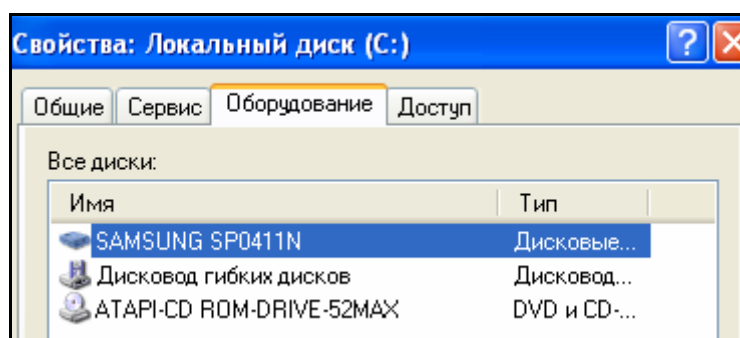 Свойства: Локальный диск (C:)
Общие Сервис Оборудование Доступ
Все диски:
Имя Тип
SAMSUNG SP0411N Дисковые...
Дисковод гибких дисков Дисковод...
ATAPI-CD ROM-DRIVE-52MAX DVD и CD-...